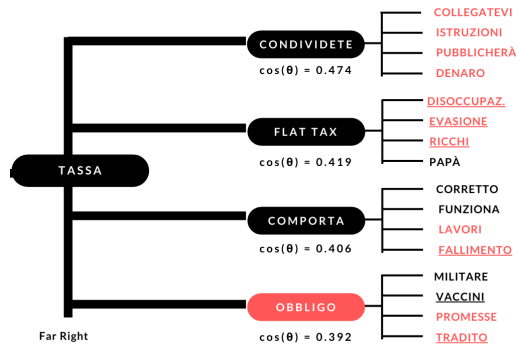 COLLEGATEVI
ISTRUZIONI
CONDIVIDETE
PUBBLICHERÀ
cos(θ) = 0.474
DENARO
DISOCCUPAZ.
EVASIONE
FLAT TAX
RICCHI
cos(θ) = 0.419
PAPÀ
TASSA
CORRETTO
FUNZIONA
COMPORTA
LAVORI
cos(θ) = 0.406
FALLIMENTO
MILITARE
VACCINI
OBBLIGO
PROMESSE
cos(θ) = 0.392
TRADITO
Far Right